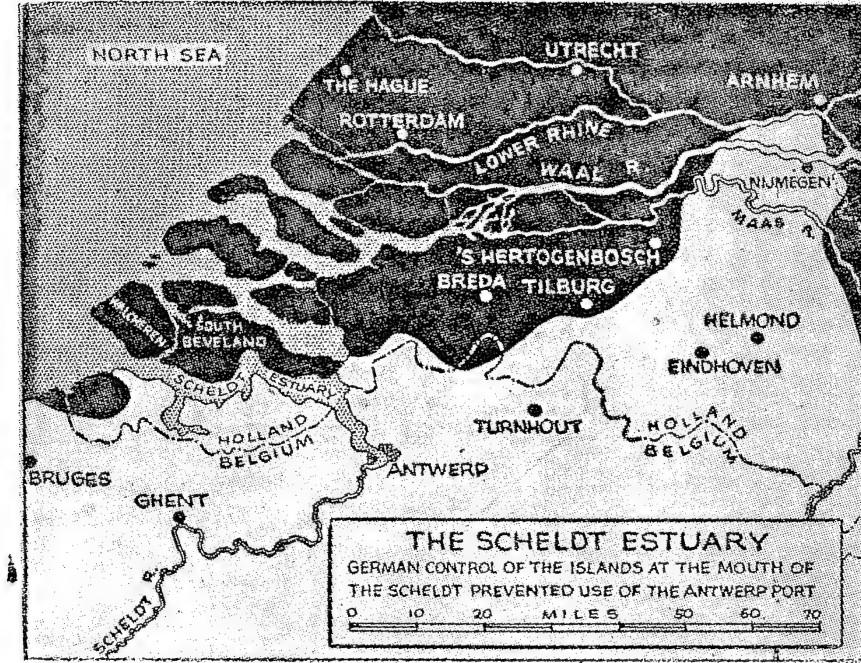 NORTH SEA
UTRECHT
THE HAGUE
ARNHEM
ROTTERDAM
LOWER RHINE
WAAL R.
NIJMEGEN
MAAS R.
'S HERTOGENBOSCH
BREDA
TILBURG
WALCHEREN
SOUTH
BEVELAND
HELMOND
EINDHOVEN
SCHELDT ESTUARY
TURNHOUT
HOLLAND
BELGIUM
HOLLAND
BELGIUM
BRUGES
ANTWERP
GHENT
SCHELDT R.
THE SCHELDT ESTUARY
GERMAN CONTROL OF THE ISLANDS AT THE MOUTH OF
THE SCHELDT PREVENTED USE OF THE ANTWERP PORT
0 10 20 MILES 50 60 70